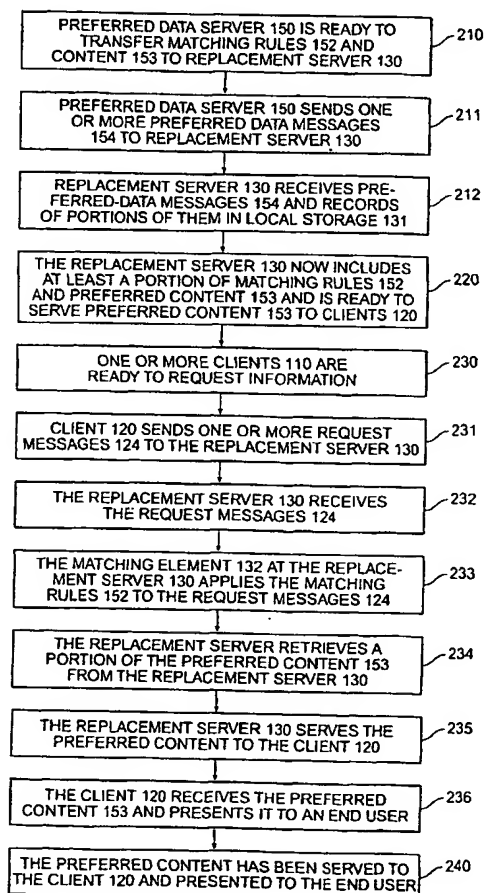 PREFERRED DATA SERVER 150 IS READY TO
TRANSFER MATCHING RULES 152 AND
CONTENT 153 TO REPLACEMENT SERVER 130
210
PREFERRED DATA SERVER 150 SENDS ONE
OR MORE PREFERRED DATA MESSAGES
154 TO REPLACEMENT SERVER 130
211
REPLACEMENT SERVER 130 RECEIVES PRE-
FERRED-DATA MESSAGES 154 AND RECORDS
OF PORTIONS OF THEM IN LOCAL STORAGE 131
212
THE REPLACEMENT SERVER 130 NOW INCLUDES
AT LEAST A PORTION OF MATCHING RULES 152
AND PREFERRED CONTENT 153 AND IS READY TO
SERVE PREFERRED CONTENT 153 TO CLIENTS 120
220
ONE OR MORE CLIENTS 110 ARE
READY TO REQUEST INFORMATION
230
CLIENT 120 SENDS ONE OR MORE REQUEST
MESSAGES 124 TO THE REPLACEMENT SERVER 130
231
THE REPLACEMENT SERVER 130 RECEIVES
THE REQUEST MESSAGES 124
232
THE MATCHING ELEMENT 132 AT THE REPLACE-
MENT SERVER 130 APPLIES THE MATCHING
RULES 152 TO THE REQUEST MESSAGES 124
233
THE REPLACEMENT SERVER RETRIEVES A
PORTION OF THE PREFERRED CONTENT 153
FROM THE REPLACEMENT SERVER 130
234
THE REPLACEMENT SERVER 130 SERVES THE
PREFERRED CONTENT TO THE CLIENT 120
235
THE CLIENT 120 RECEIVES THE PREFERRED
CONTENT 153 AND PRESENTS IT TO AN END USER
236
THE PREFERRED CONTENT HAS BEEN SERVED TO
THE CLIENT 120 AND PRESENTED TO THE END USER
240